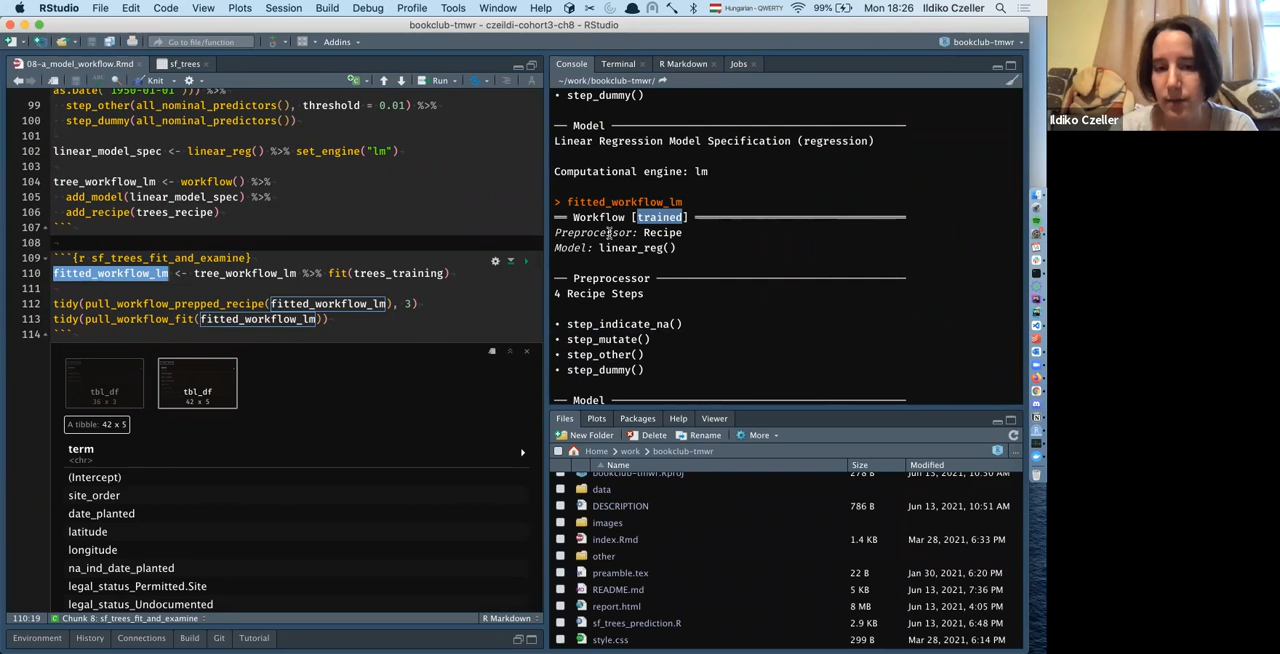 RStudio File Edit Code View Plots Session Build Debug Profile Tools Window Help Hungarian - QWERTY 99% Mon 18:26 Ildiko Czeller
bookclub-tmwr - czeildi-cohort3-ch8 - RStudio
Go to file/function Addins bookclub-tmwr
08-a_model_workflow.Rmd sf_trees
Knit Run
as.Date("1950-01-01"))) %>%
99 step_other(all_nominal_predictors(), threshold = 0.01) %>%
100 step_dummy(all_nominal_predictors())
101
102 linear_model_spec <- linear_reg() %>% set_engine("lm")
103
104 tree_workflow_lm <- workflow() %>%
105 add_model(linear_model_spec) %>%
106 add_recipe(trees_recipe)
107 ```
108
109 ```{r sf_trees_fit_and_examine}
110 fitted_workflow_lm <- tree_workflow_lm %>% fit(trees_training)
111
112 tidy(pull_workflow_prepped_recipe(fitted_workflow_lm), 3)
113 tidy(pull_workflow_fit(fitted_workflow_lm))
114 ```
tbl_df
36 x 3
tbl_df
42 x 5
A tibble: 42 x 5
term
<chr>
(Intercept)
site_order
date_planted
latitude
longitude
na_ind_date_planted
legal_status_Permitted.Site
legal_status_Undocumented
110:19 Chunk 8: sf_trees_fit_and_examine R Markdown
Environment History Connections Build Git Tutorial
Console Terminal R Markdown Jobs
~/work/bookclub-tmwr/
• step_dummy()
── Model ──
Linear Regression Model Specification (regression)
Computational engine: lm
> fitted_workflow_lm
══ Workflow [trained] ══
Preprocessor: Recipe
Model: linear_reg()
── Preprocessor ──
4 Recipe Steps
• step_indicate_na()
• step_mutate()
• step_other()
• step_dummy()
── Model ──
Files Plots Packages Help Viewer
New Folder Delete Rename More
Home work bookclub-tmwr
Name Size Modified
bookclub-tmwr.Rproj 278 B Jun 13, 2021, 10:50 AM
data
DESCRIPTION 786 B Jun 13, 2021, 10:51 AM
images
index.Rmd 1.4 KB Mar 28, 2021, 6:33 PM
other
preamble.tex 22 B Jan 30, 2021, 6:20 PM
README.md 5 KB Jun 13, 2021, 7:36 PM
report.html 8 MB Jun 13, 2021, 4:05 PM
sf_trees_prediction.R 2.9 KB Jun 13, 2021, 6:48 PM
style.css 299 B Mar 28, 2021, 6:14 PM
Ildiko Czeller